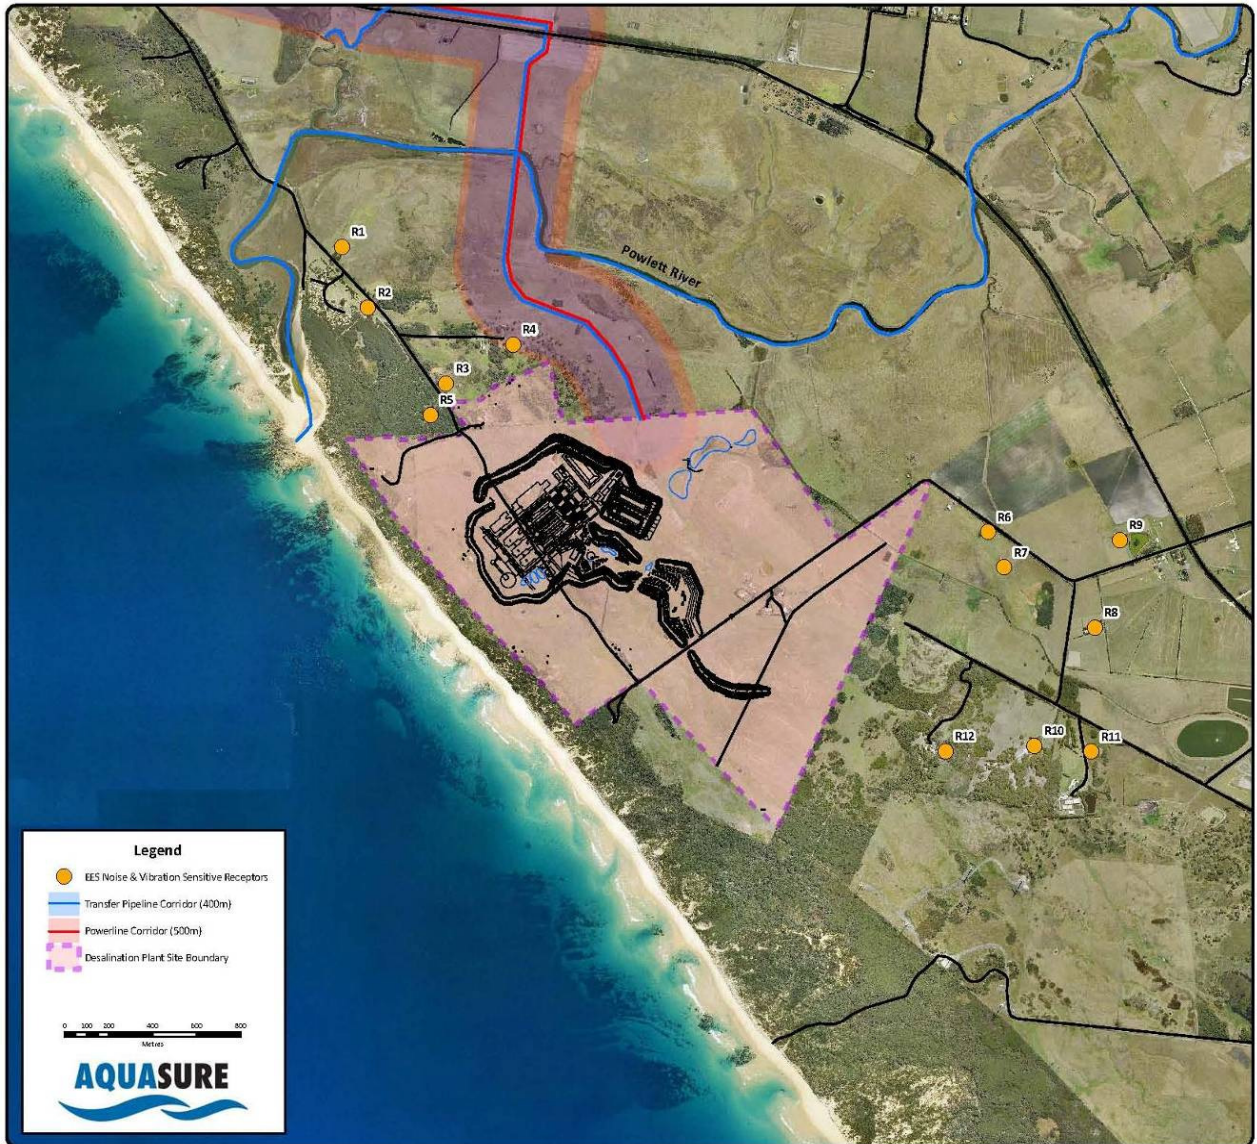 R1
R2
Powlett River
R4
R3
R5
R6
R9
R7
R8
R12
R10
R11
Legend
EES Noise & Vibration Sensitive Receptors
Transfer Pipeline Corridor (400m)
Powerline Corridor (500m)
Desalination Plant Site Boundary
0 100 200 400 600 800
Metres
AQUASURE